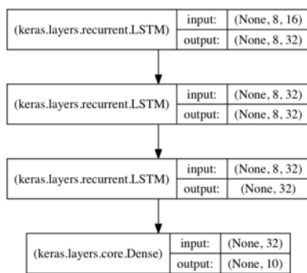 (keras.layers.recurrent.LSTM) input: (None, 8, 16)
output: (None, 8, 32)
(keras.layers.recurrent.LSTM) input: (None, 8, 32)
output: (None, 8, 32)
(keras.layers.recurrent.LSTM) input: (None, 8, 32)
output: (None, 32)
(keras.layers.core.Dense) input: (None, 32)
output: (None, 10)